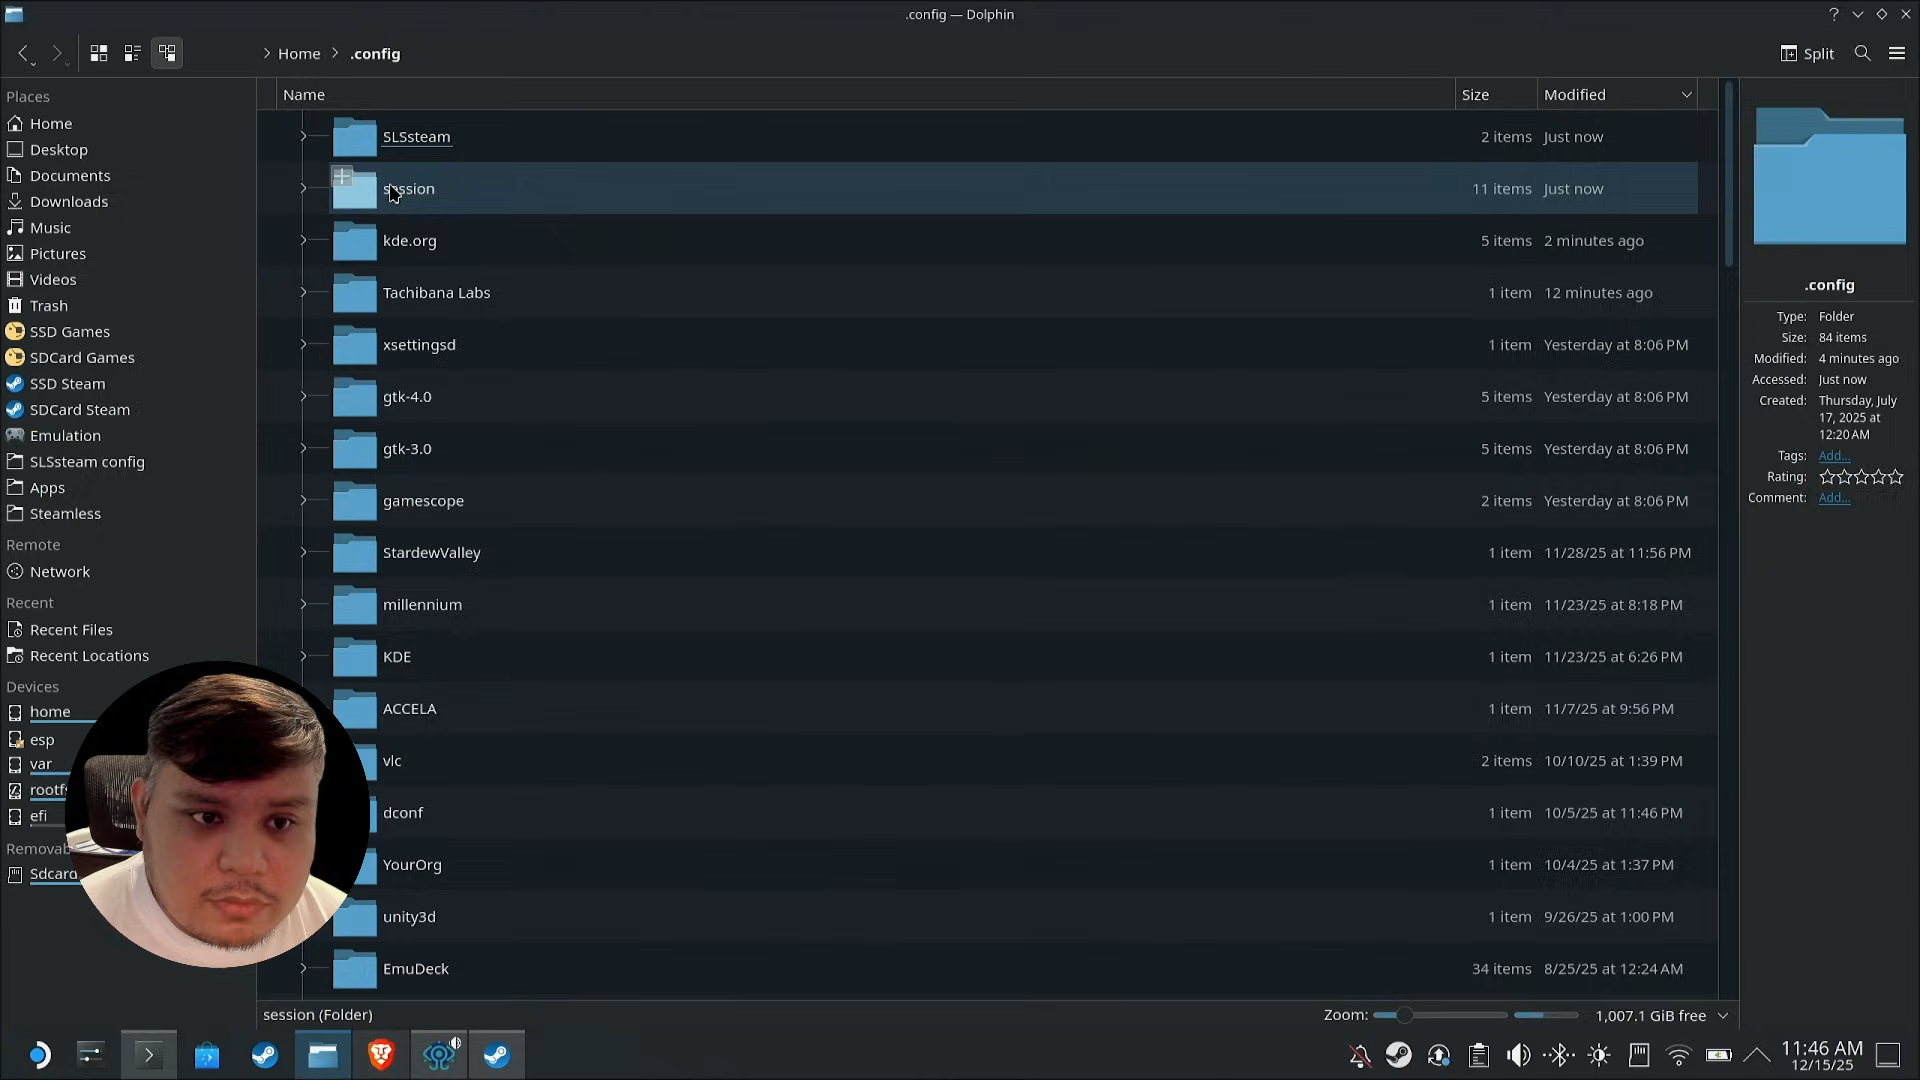 .config — Dolphin
Home
.config
Split
Places
Home
Desktop
Documents
Downloads
Music
Pictures
Videos
Trash
SSD Games
SDCard Games
SSD Steam
SDCard Steam
Emulation
SLSsteam config
Apps
Steamless
Remote
Network
Recent
Recent Files
Recent Locations
Devices
home
esp
var
efi
Sdcard
Name Size Modified
SLSsteam 2 items Just now
session 11 items Just now
kde.org 5 items 2 minutes ago
Tachibana Labs 1 item 12 minutes ago
xsettingsd 1 item Yesterday at 8:06 PM
gtk-4.0 5 items Yesterday at 8:06 PM
gtk-3.0 5 items Yesterday at 8:06 PM
gamescope 2 items Yesterday at 8:06 PM
StardewValley 1 item 11/28/25 at 11:56 PM
millennium 1 item 11/23/25 at 8:18 PM
KDE 1 item 11/23/25 at 6:26 PM
ACCELA 1 item 11/7/25 at 9:56 PM
vlc 2 items 10/10/25 at 1:39 PM
dconf 1 item 10/5/25 at 11:46 PM
YourOrg 1 item 10/4/25 at 1:37 PM
unity3d 1 item 9/26/25 at 1:00 PM
EmuDeck 34 items 8/25/25 at 12:24 AM
.config
Type: Folder
Size: 84 items
Modified: 4 minutes ago
Accessed: Just now
Created: Thursday, July
17, 2025 at
12:20 AM
Tags: Add...
Rating:
Comment: Add...
session (Folder)
Zoom:
1,007.1 GiB free
11:46 AM
12/15/25